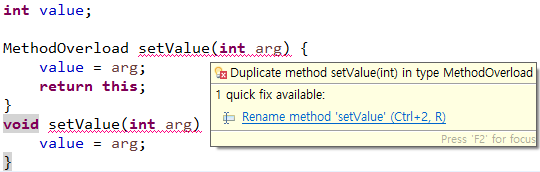 int value;
MethodOverload setValue(int arg) {
value = arg;
return this;
}
void setValue(int arg)
value = arg;
}
Duplicate method setValue(int) in type MethodOverload
1 quick fix available:
Rename method 'setValue' (Ctrl+2, R)
Press 'F2' for focus